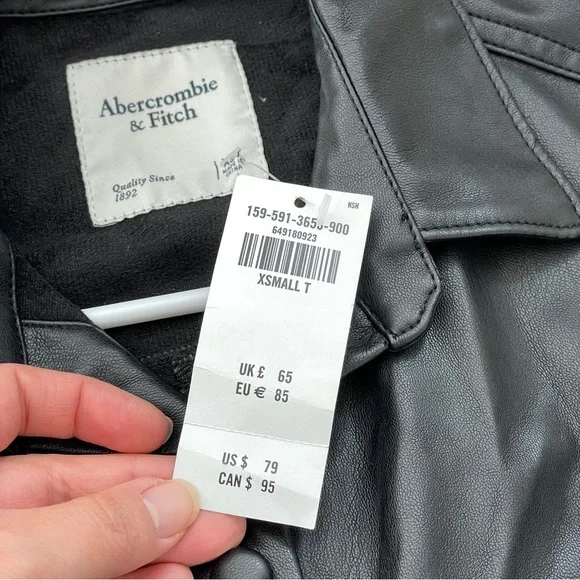 Abercrombie
& Fitch
Quality Since
1892
NSH
159-591-3655-900
649180923
XSMALL T
UK £ 65
EU € 85
US $ 79
CAN $ 95